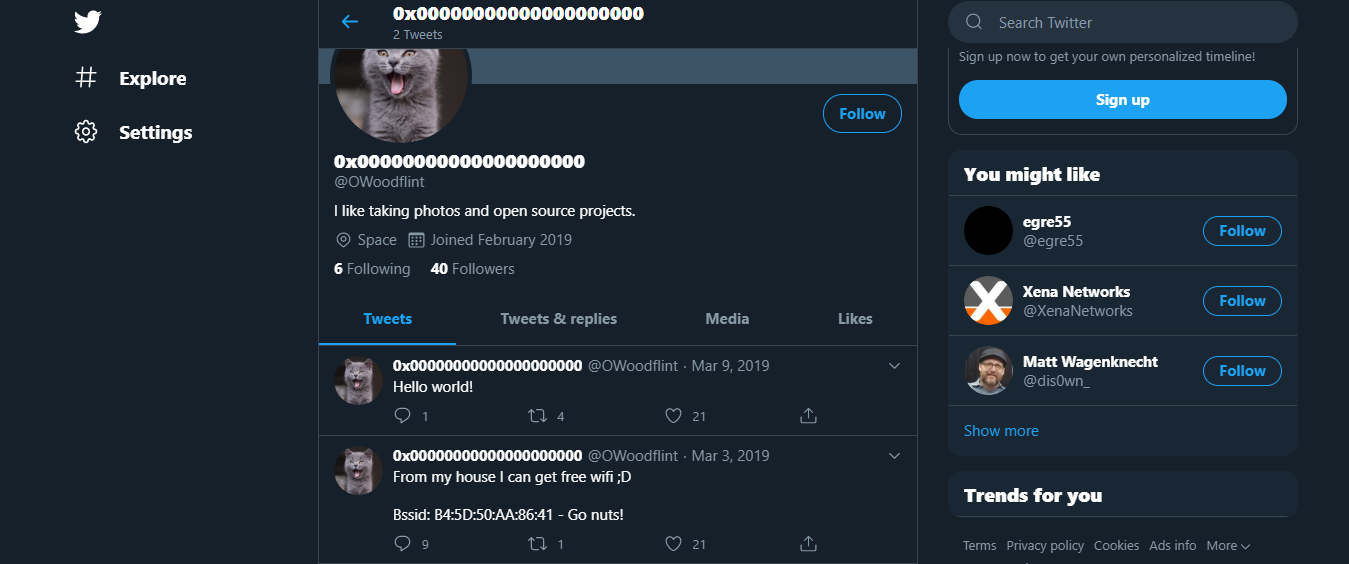 0x00000000000000000000
2 Tweets
Explore
Settings
Follow
0x00000000000000000000
@OWoodflint
I like taking photos and open source projects.
Space Joined February 2019
6 Following 40 Followers
Tweets Tweets & replies Media Likes
0x00000000000000000000 @OWoodflint · Mar 9, 2019
Hello world!
1 4 21
0x00000000000000000000 @OWoodflint · Mar 3, 2019
From my house I can get free wifi ;D
Bssid: B4:5D:50:AA:86:41 - Go nuts!
9 1 21
Search Twitter
Sign up now to get your own personalized timeline!
Sign up
You might like
egre55
@egre55
Follow
Xena Networks
@XenaNetworks
Follow
Matt Wagenknecht
@dis0wn_
Follow
Show more
Trends for you
Terms Privacy policy Cookies Ads info More